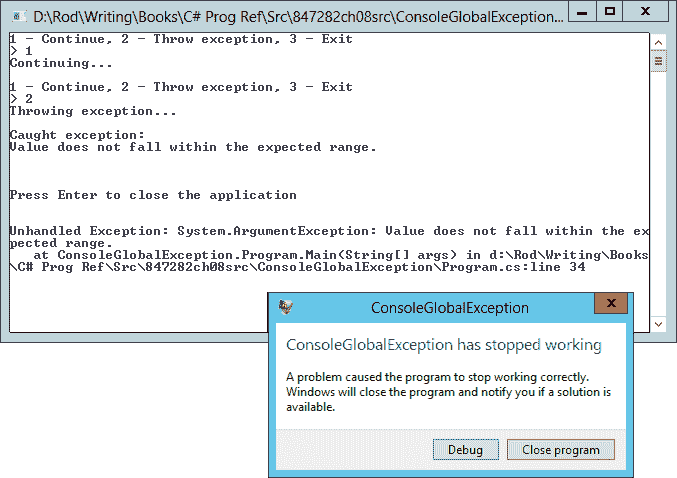 D:\Rod\Writing\Books\C# Prog Ref\Src\847282ch08src\ConsoleGlobalException...
1 - Continue, 2 - Throw exception, 3 - Exit
> 1
Continuing...
1 - Continue, 2 - Throw exception, 3 - Exit
> 2
Throwing exception...
Caught exception:
Value does not fall within the expected range.
Press Enter to close the application
Unhandled Exception: System.ArgumentException: Value does not fall within the ex
pected range.
at ConsoleGlobalException.Program.Main(String[] args) in d:\Rod\Writing\Books
\C# Prog Ref\Src\847282ch08src\ConsoleGlobalException\Program.cs:line 34
ConsoleGlobalException
ConsoleGlobalException has stopped working
A problem caused the program to stop working correctly.
Windows will close the program and notify you if a solution is
available.
Debug
Close program